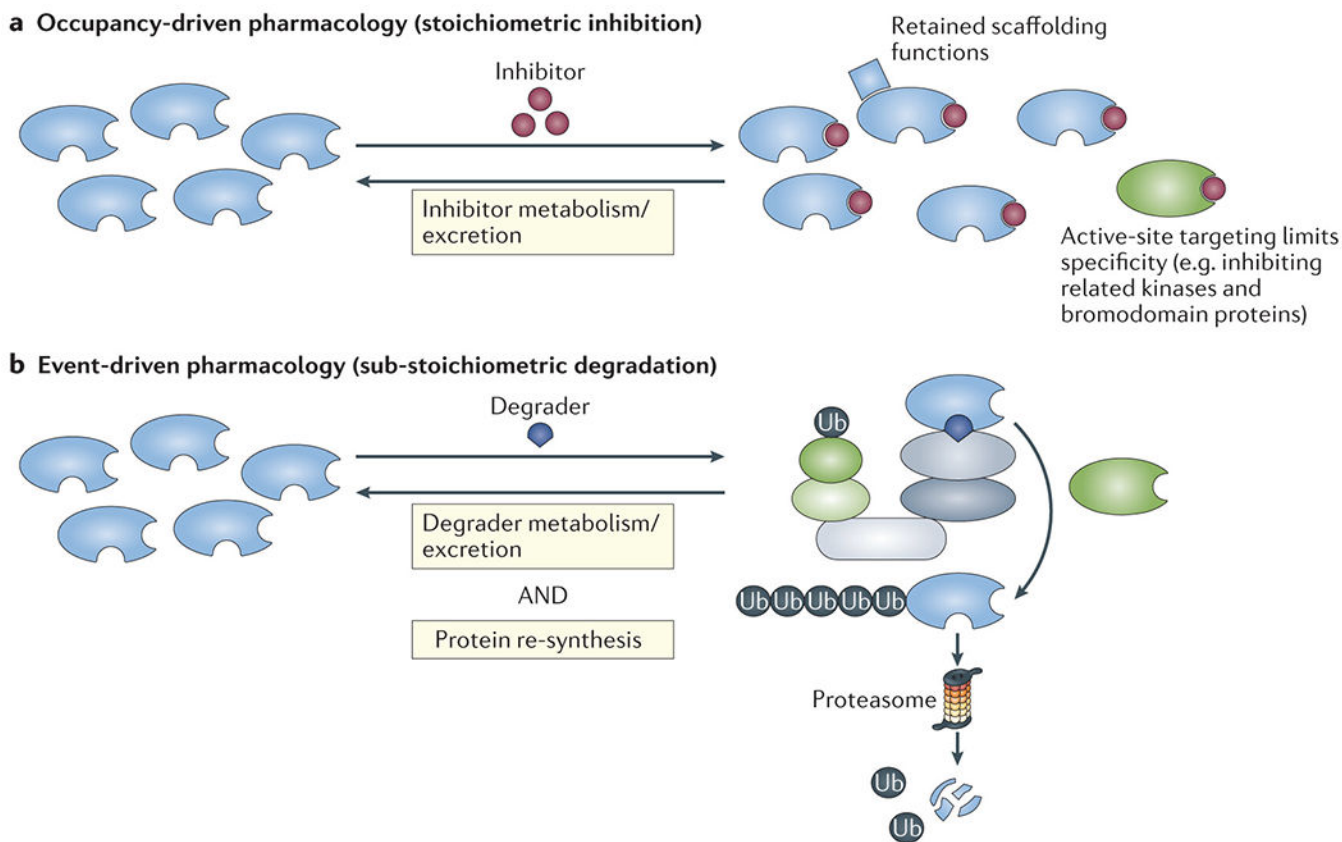 a Occupancy-driven pharmacology (stoichiometric inhibition)
Retained scaffolding
functions
Inhibitor
Inhibitor metabolism/
excretion
Active-site targeting limits
specificity (e.g. inhibiting
related kinases and
bromodomain proteins)
b Event-driven pharmacology (sub-stoichiometric degradation)
Degrader
Ub
Degrader metabolism/
excretion
AND
Protein re-synthesis
Ub Ub Ub Ub Ub
Proteasome
Ub
Ub